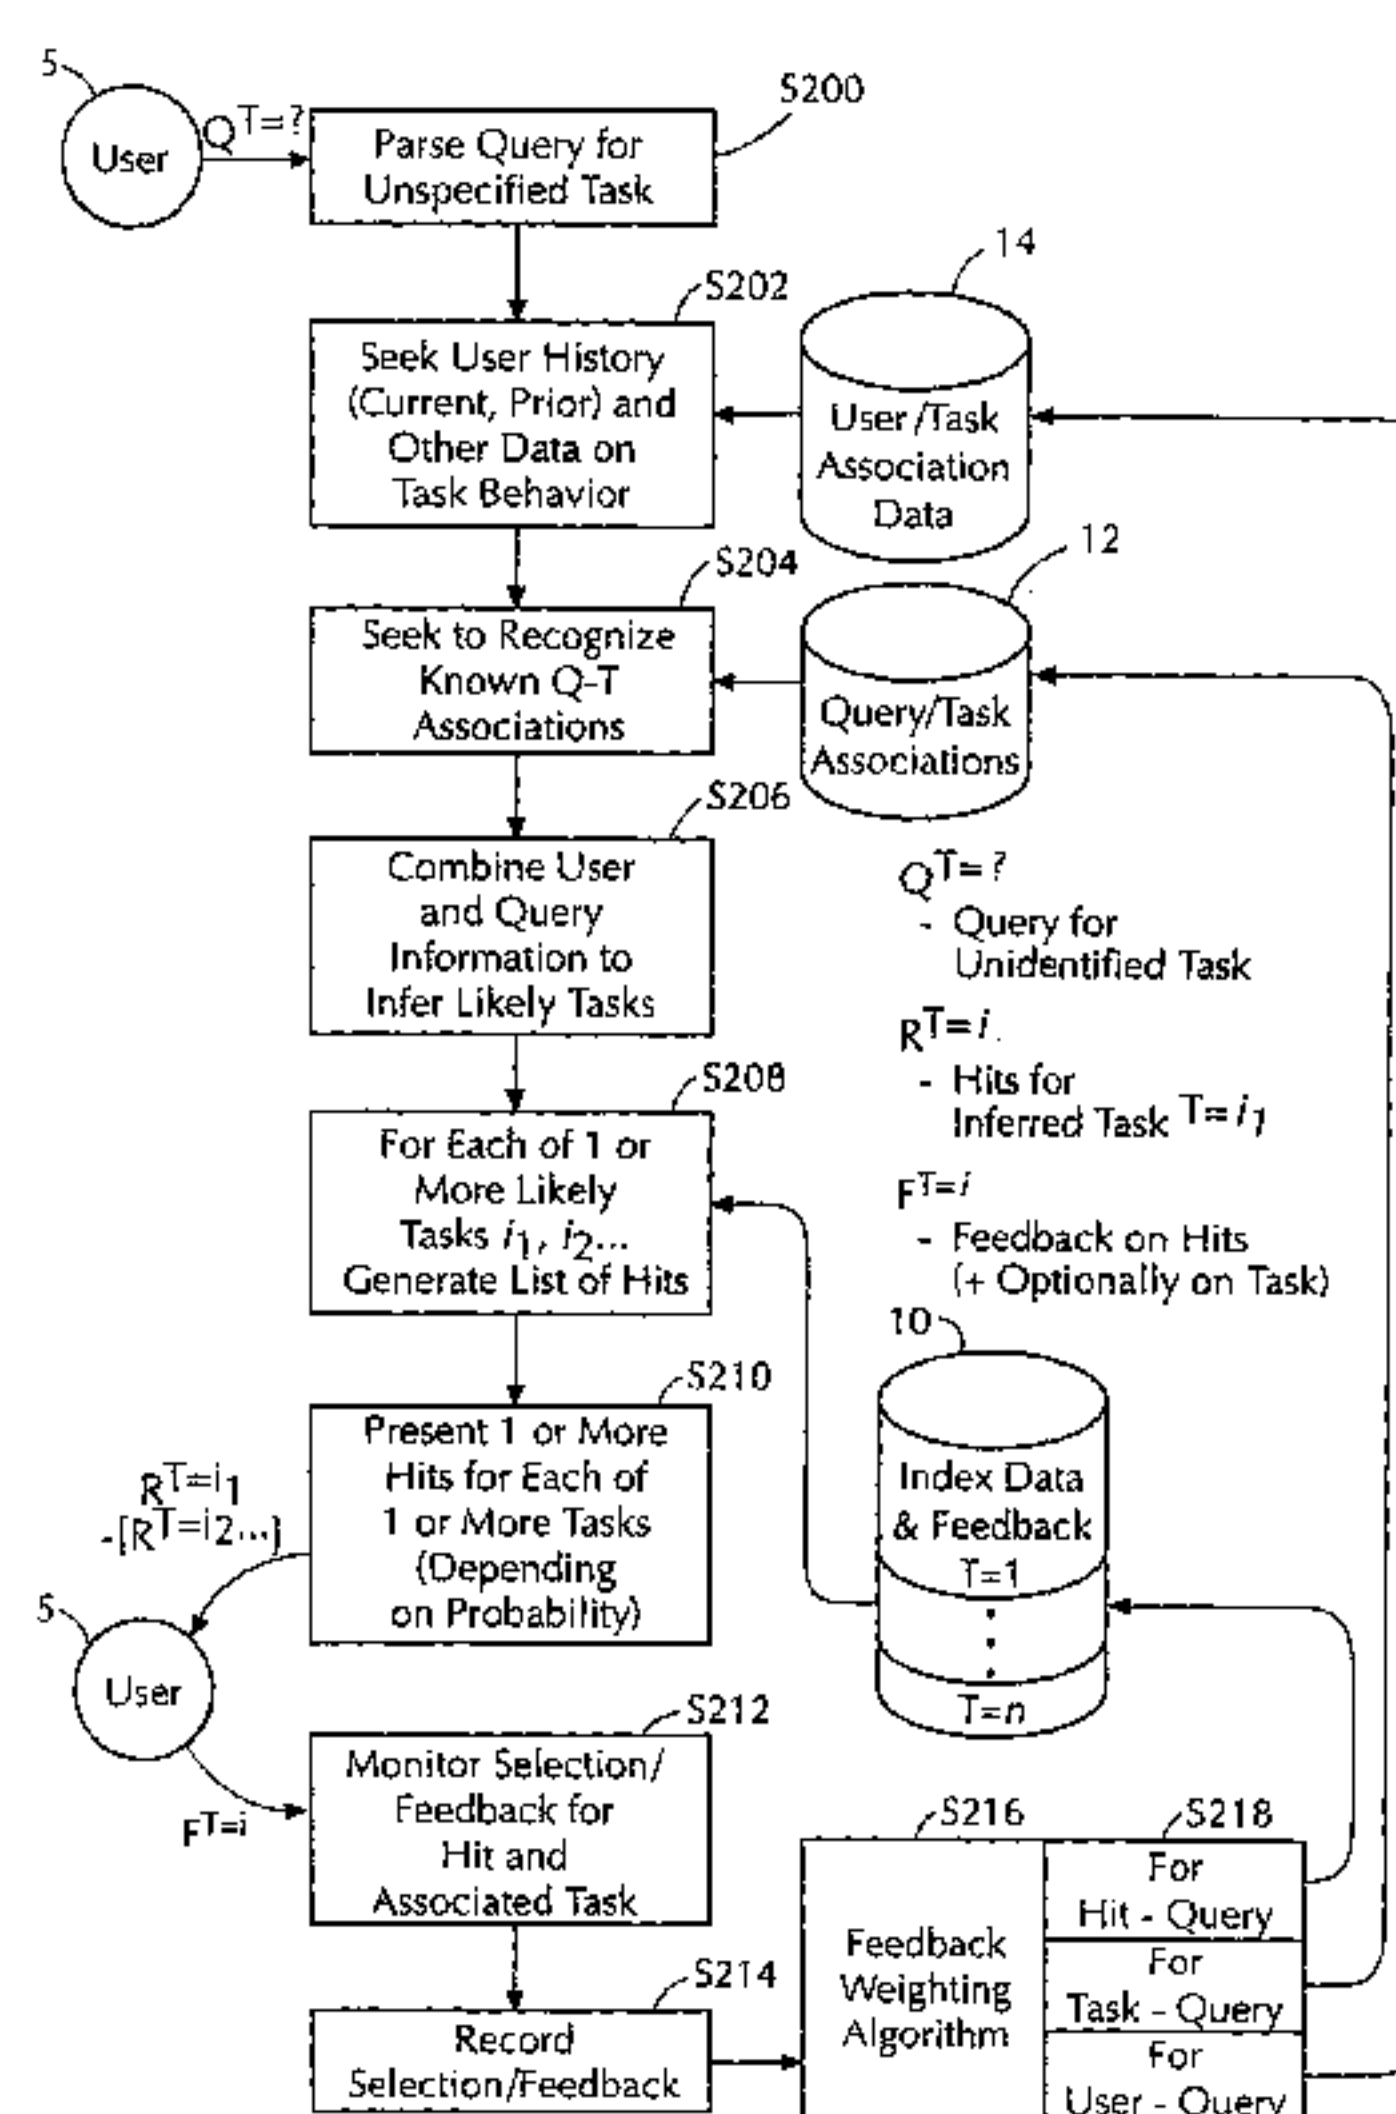 5
User
Q^T=?
S200
Parse Query for
Unspecified Task
S202
Seek User History
(Current, Prior) and
Other Data on
Task Behavior
14
User/Task
Association
Data
S204
Seek to Recognize
Known Q-T
Associations
12
Query/Task
Associations
S206
Combine User
and Query
Information to
Infer Likely Tasks
Q^T=?
- Query for
Unidentified Task
R^T=i.
- Hits for
Inferred Task T=i1
F^T=i
- Feedback on Hits
(+ Optionally on Task)
S208
For Each of 1 or
More Likely
Tasks i1, i2...
Generate List of Hits
10
Index Data
& Feedback
T=1
T=n
S210
Present 1 or More
Hits for Each of
1 or More Tasks
(Depending
on Probability)
R^T=i1
-[R^T=i2...]
5
User
F^T=i
S212
Monitor Selection/
Feedback for
Hit and
Associated Task
S214
Record
Selection/Feedback
S216
Feedback
Weighting
Algorithm
S218
For
Hit - Query
For
Task - Query
For
User - Query